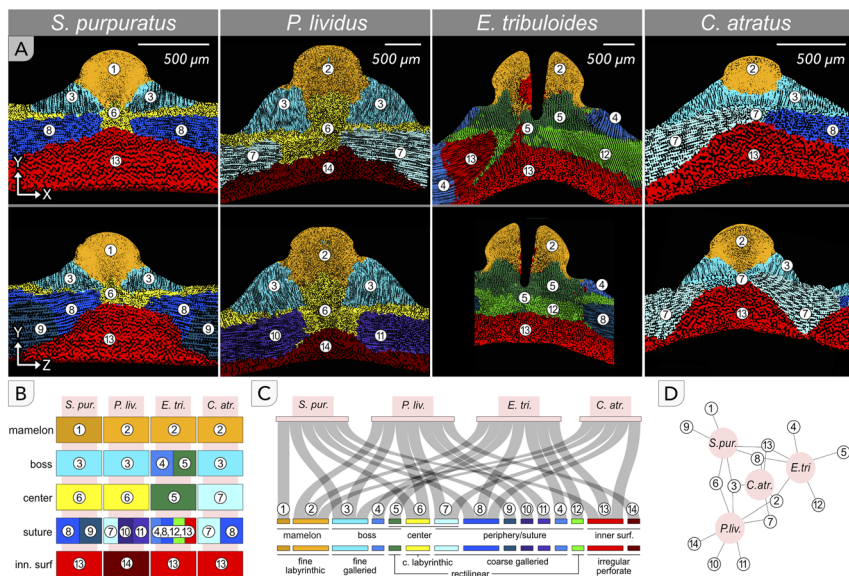 S. purpuratus P. lividus E. tribuloides C. atratus
A 500 µm 500 µm 500 µm 500 µm
1 2 2 2
3 3 3 3 4 3
6 6 5 7
8 8 7 7 5 12 8
13 14 13 13 4 13
Y X
1 2 2 2
3 3 3 3 5 4 3
6 6 5 7
8 8 10 11 12 8 7 7
9 9
13 14 13 13
Y Z
B C D
S. pur. P. liv. E. tri. C. atr.
mamelon 1 2 2 2
boss 3 3 4 5 3
center 6 6 5 7
suture 8 9 7 10 11 4,8,12,13 7 8
inn. surf 13 14 13 13
S. pur. P. liv. E. tri. C. atr.
1 2 3 4 5 6 7 8 9 10 11 4 12 13 14
mamelon boss center periphery/suture inner surf.
fine labyrinthic fine galleried c. labyrinthic coarse galleried irregular perforate
rectilinear
1
9 S.pur. 13 4
8 E.tri 5
6 3 C.atr.
2 12
P.liv. 7
14 10 11